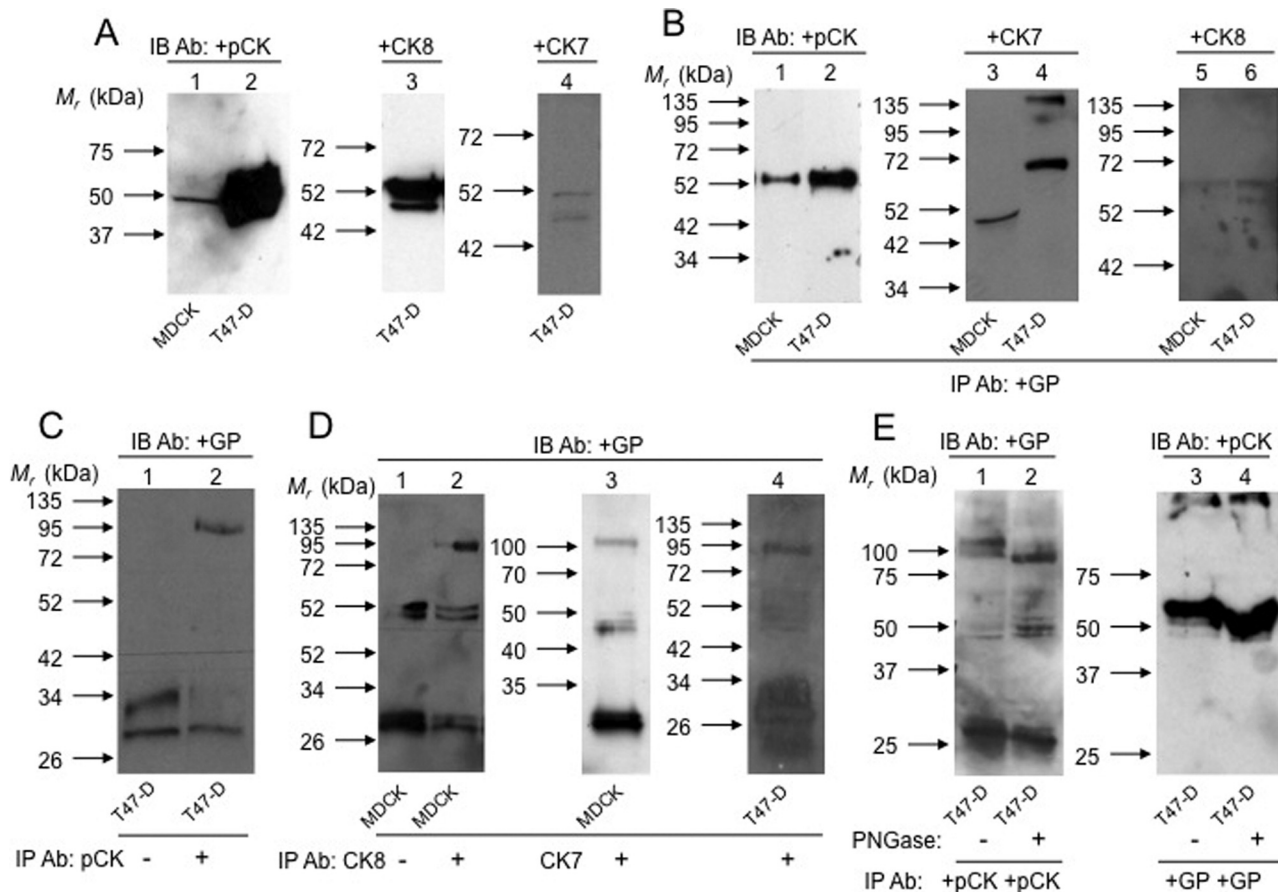 A
IB Ab: +pCK
+CK8
+CK7
1 2 3 4
Mr (kDa)
75
50
37
72
52
42
72
52
42
MDCK
T47-D
T47-D
T47-D
B
IB Ab: +pCK
+CK7
+CK8
1 2 3 4 5 6
Mr (kDa)
135
95
72
52
42
34
135
95
72
52
42
34
135
95
72
52
42
MDCK
T47-D
MDCK
T47-D
MDCK
T47-D
IP Ab: +GP
C
IB Ab: +GP
1 2
Mr (kDa)
135
95
72
52
42
34
26
T47-D
T47-D
IP Ab: pCK - +
D
IB Ab: +GP
1 2 3 4
Mr (kDa)
135
95
72
52
52
34
26
100
70
50
40
35
135
95
72
52
42
34
26
MDCK
MDCK
MDCK
T47-D
IP Ab: CK8 - + CK7 + +
E
IB Ab: +GP
IB Ab: +pCK
1 2 3 4
Mr (kDa)
100
75
50
37
25
75
50
37
25
T47-D
T47-D
T47-D
T47-D
PNGase: - + - +
IP Ab: +pCK +pCK +GP +GP